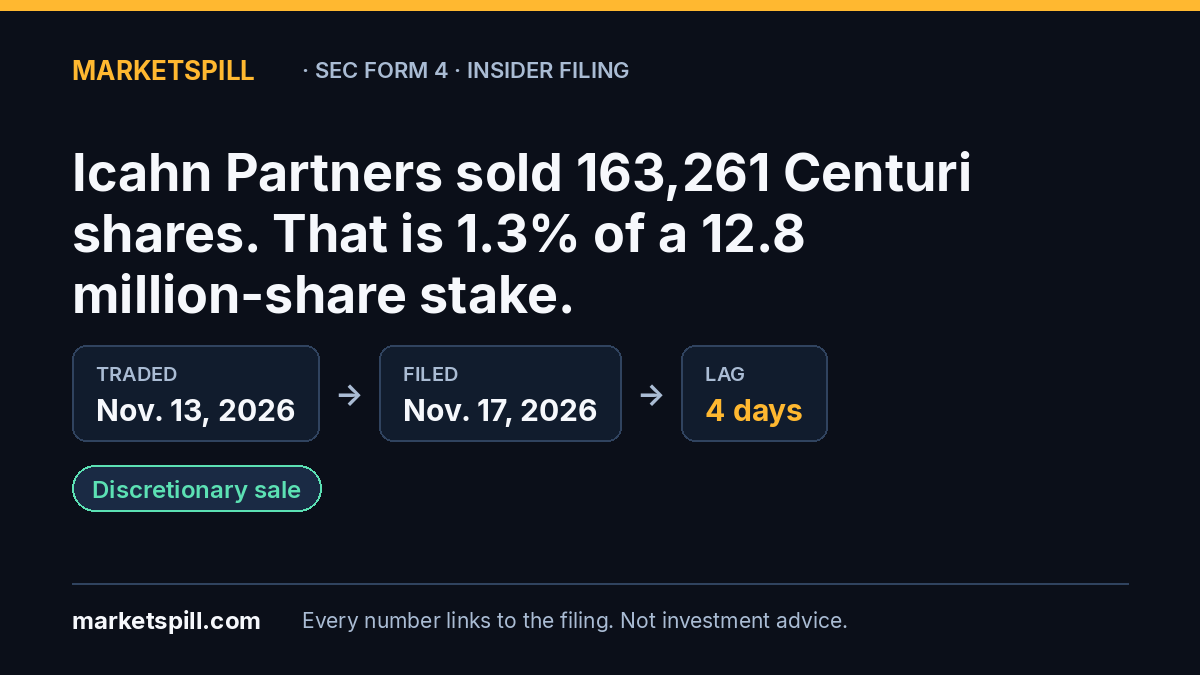 MARKETSPILL · SEC FORM 4 · INSIDER FILING
Icahn Partners sold 163,261 Centuri
shares. That is 1.3% of a 12.8
million-share stake.
TRADED
Nov. 13, 2026
→
FILED
Nov. 17, 2026
→
LAG
4 days
Discretionary sale
marketspill.com Every number links to the filing. Not investment advice.